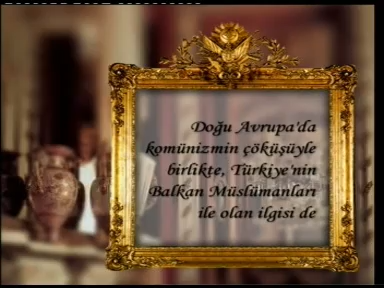 Doğu Avrupa'da
komünizmin çöküşüyle
birlikte, Türkiye'nin
Balkan Müslümanları
ile olan ilgisi de